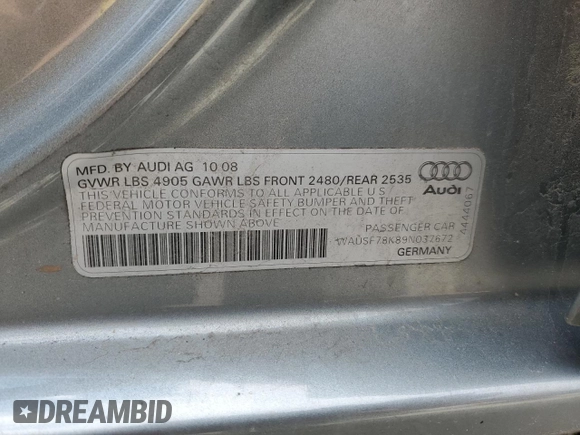 MFD. BY AUDI AG 10 08
GVWR LBS 4905 GAWR LBS FRONT 2480/REAR 2535
THIS VEHICLE CONFORMS TO ALL APPLICABLE U S
FEDERAL MOTOR VEHICLE SAFETY BUMPER AND THEFT
PREVENTION STANDARDS IN EFFECT ON THE DATE OF
MANUFACTURE SHOWN ABOVE
Audi
4444067
PASSENGER CAR
WAUSF78K89N032672
GERMANY
DREAMBID